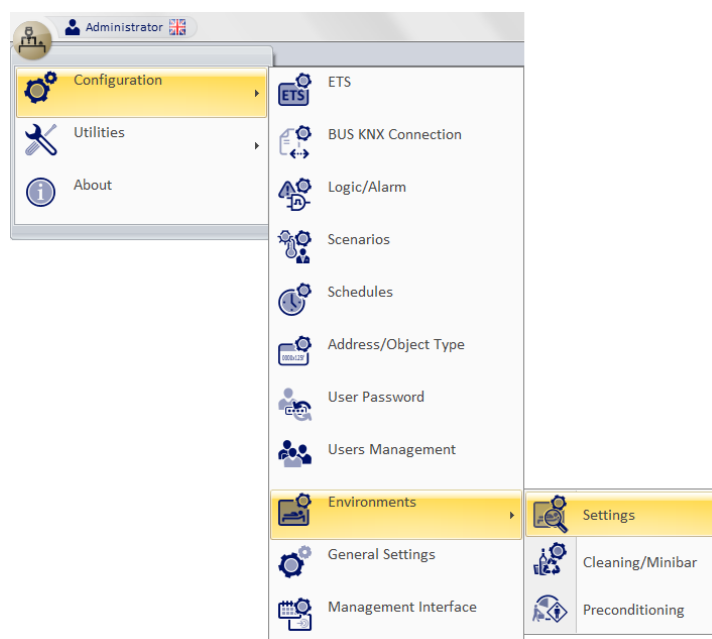 Administrator
Configuration
Utilities
About
ETS
ETS
BUS KNX Connection
Logic/Alarm
Scenarios
Schedules
Address/Object Type
User Password
Users Management
Environments
General Settings
Management Interface
Settings
Cleaning/Minibar
Preconditioning